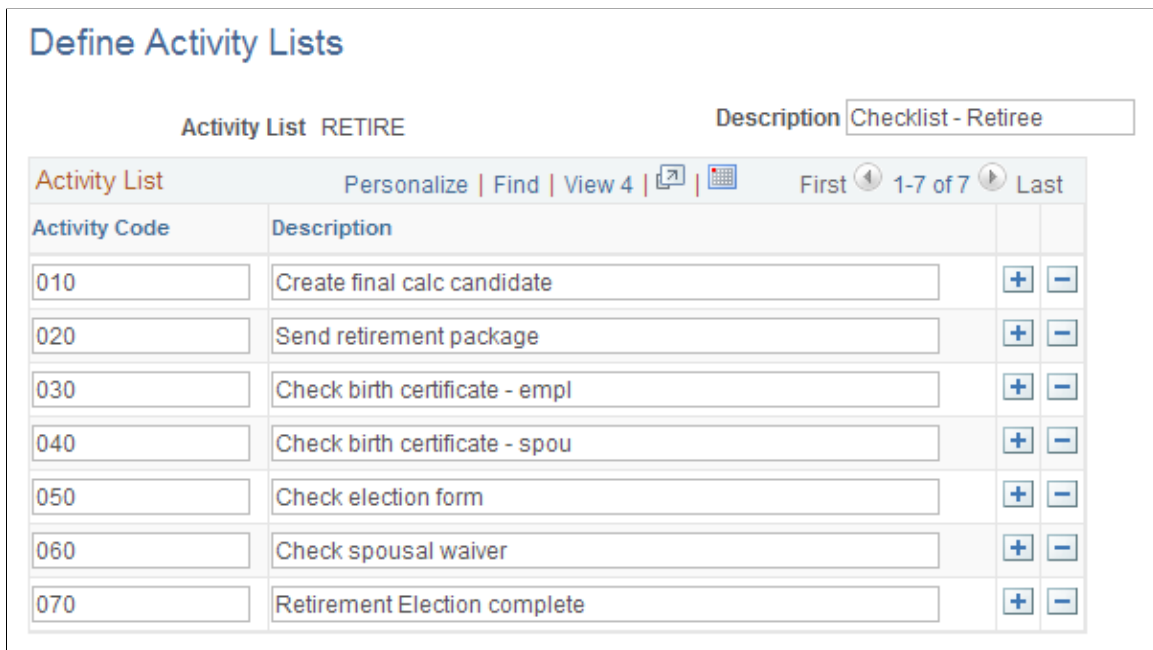 Define Activity Lists
Activity List RETIRE Description Checklist - Retiree
Activity List Personalize | Find | View 4 | | First 1-7 of 7 Last
Activity Code Description
010 Create final calc candidate
020 Send retirement package
030 Check birth certificate - empl
040 Check birth certificate - spou
050 Check election form
060 Check spousal waiver
070 Retirement Election complete